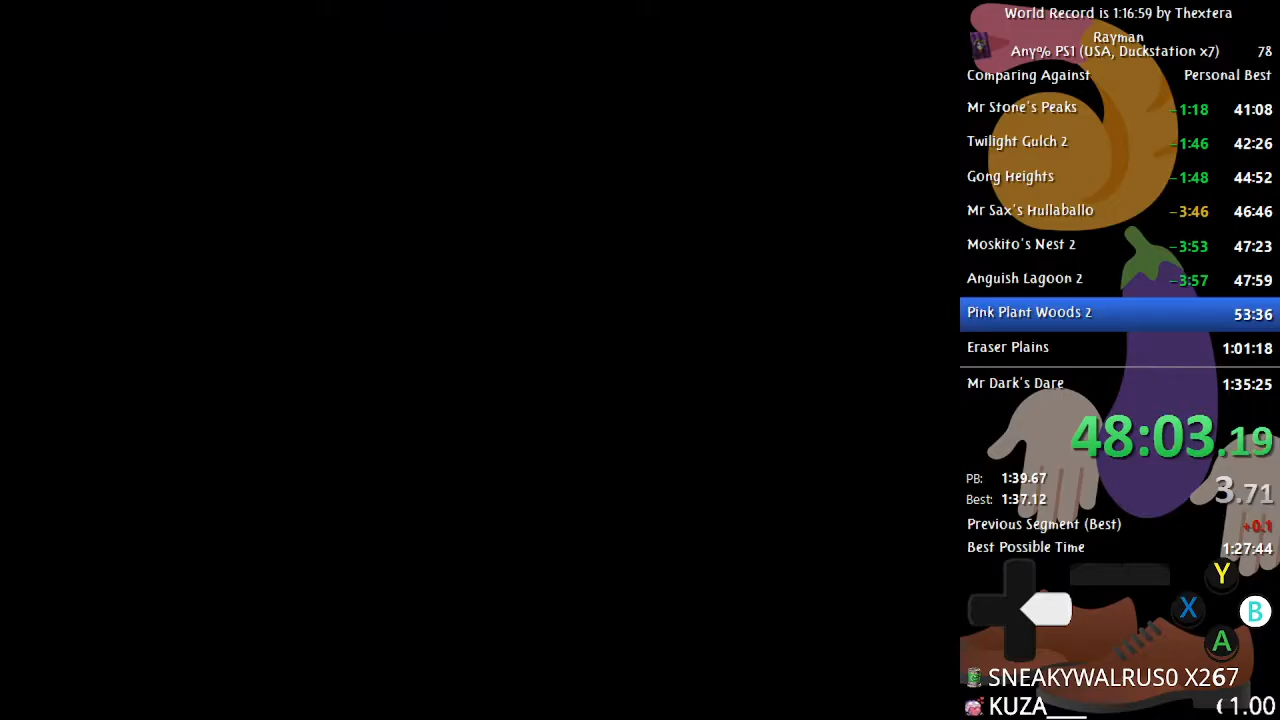 World Record is 1:16:59 by Thextera
Rayman
Any% PS1 (USA, Duckstation x7) 78
Comparing Against Personal Best
Mr Stone's Peaks -1:18 41:08
Twilight Gulch 2 -1:46 42:26
Gong Heights -1:48 44:52
Mr Sax's Hullaballo -3:46 46:46
Moskito's Nest 2 -3:53 47:23
Anguish Lagoon 2 -3:57 47:59
Pink Plant Woods 2 53:36
Eraser Plains 1:01:18
Mr Dark's Dare 1:35:25
48:03.19
PB: 1:39.67 3.71
Best: 1:37.12
Previous Segment (Best) +0.1
Best Possible Time 1:27:44
Y
X B
A
SNEAKYWALRUS0 X267
KUZA___ (1.00